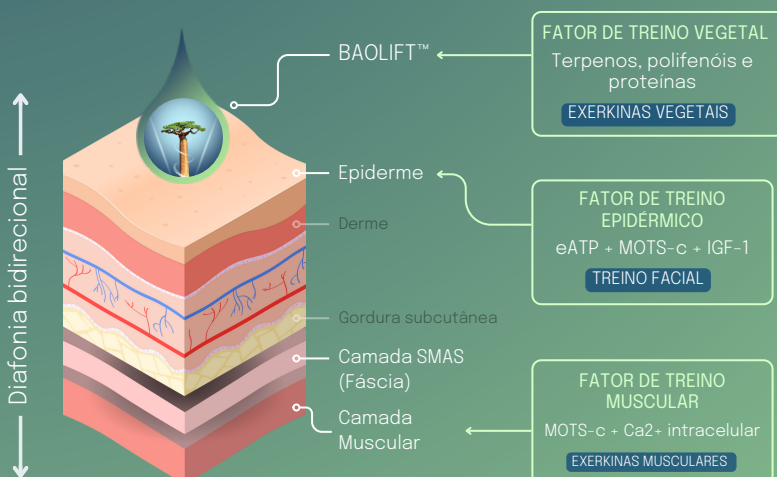 Diafonia bidirecional
BAOLIFT™
Epiderme
Derme
Gordura subcutânea
Camada SMAS
(Fáscia)
Camada
Muscular
FATOR DE TREINO VEGETAL
Terpenos, polifenóis e
proteínas
EXERKINAS VEGETAIS
FATOR DE TREINO
EPIDÉRMICO
eATP + MOTS-c + IGF-1
TREINO FACIAL
FATOR DE TREINO
MUSCULAR
MOTS-c + Ca2+ intracelular
EXERKINAS MUSCULARES